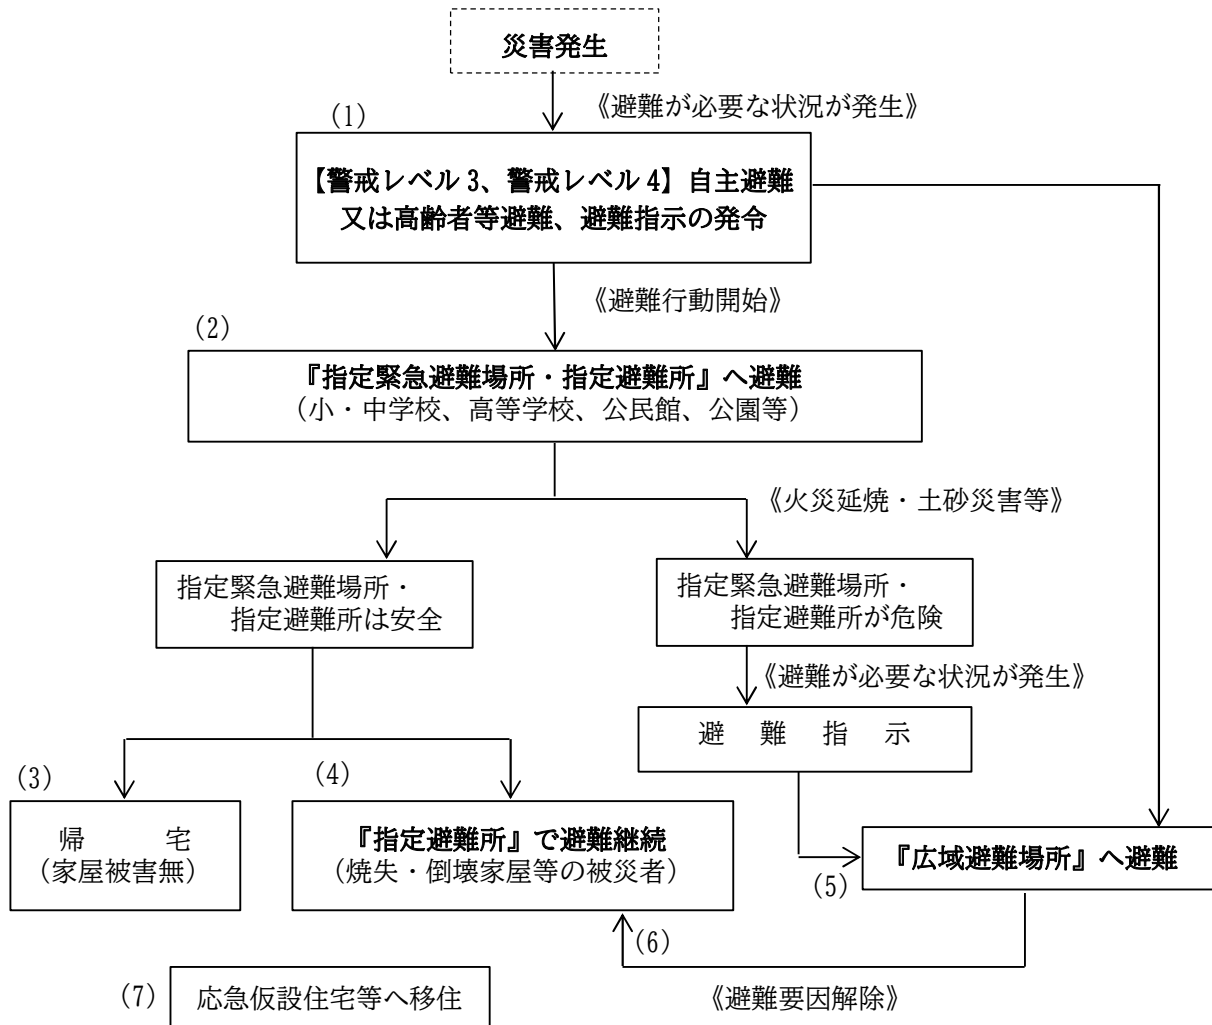 災害発生
《避難が必要な状況が発生》
(1)
【警戒レベル3、警戒レベル4】自主避難
又は高齢者等避難、避難指示の発令
《避難行動開始》
(2)
『指定緊急避難場所・指定避難所』へ避難
（小・中学校、高等学校、公民館、公園等）
《火災延焼・土砂災害等》
指定緊急避難場所・
指定避難所は安全
指定緊急避難場所・
指定避難所が危険
《避難が必要な状況が発生》
避　難　指　示
(3)
帰　　　宅
（家屋被害無）
(4)
『指定避難所』で避難継続
（焼失・倒壊家屋等の被災者）
『広域避難場所』へ避難
(5)
(6)
《避難要因解除》
(7)
応急仮設住宅等へ移住